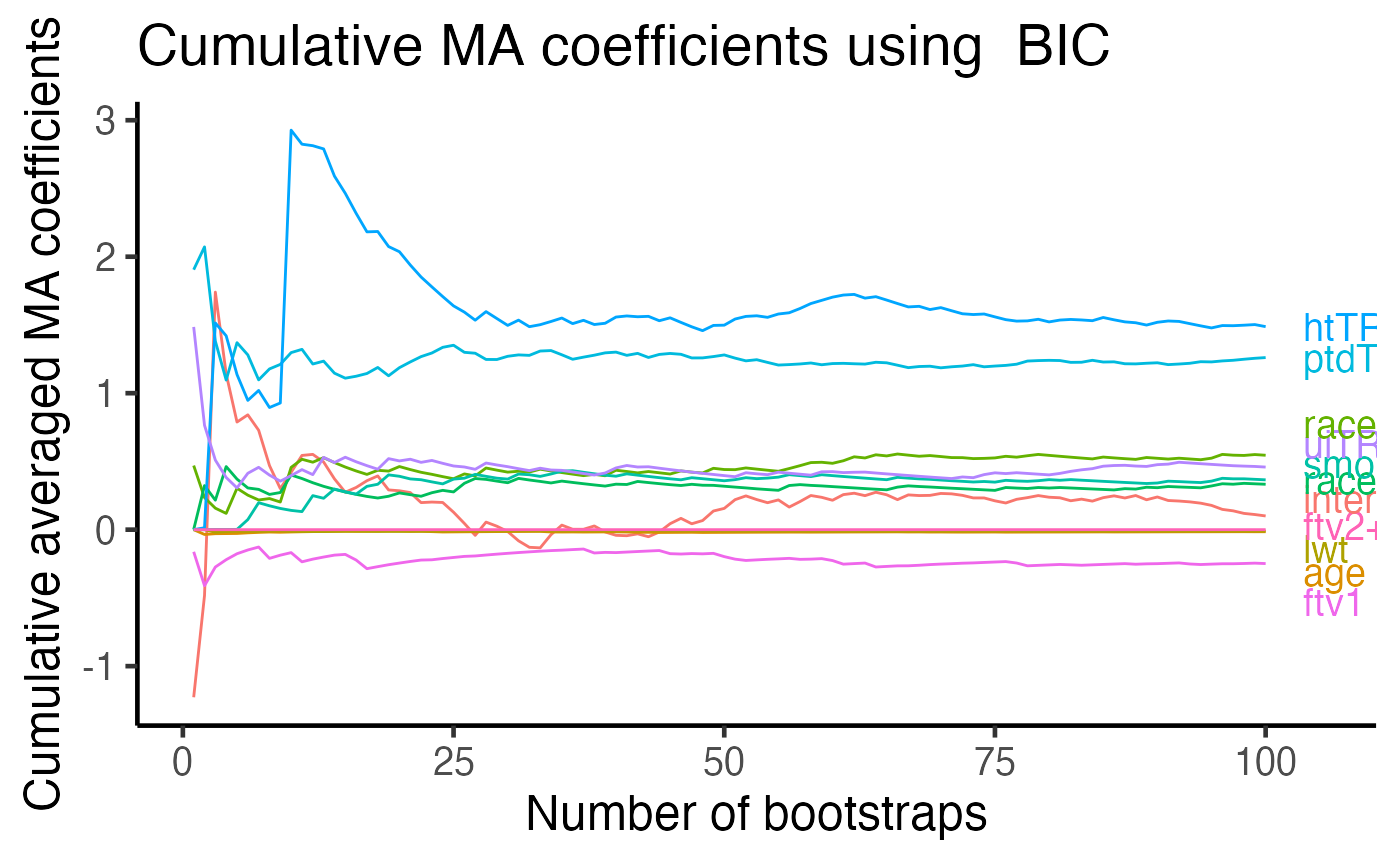 Cumulative MA coefficients using  BIC
Cumulative averaged MA coefficients
3
2
1
0
-1
0
25
50
75
100
Number of bootstraps
ptdT
race
smo
race
inter
ftv2+
lwt
age
ftv1